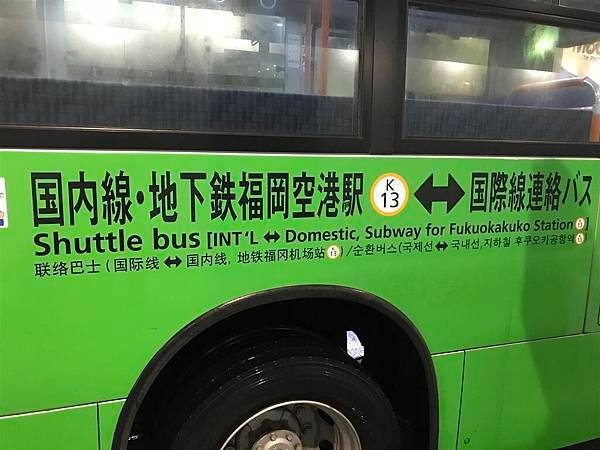 国内線・地下鉄福岡空港駅 K 13 ↔ 国際線連絡バス
Shuttle bus [INT'L ↔ Domestic, Subway for Fukuokakuko Station K 13]
联络巴士 (国际线 ↔ 国内线, 地铁福冈机场站 K 13) /순환버스(국제선 ↔ 국내선,지하철 후쿠오카공항역 K 13)